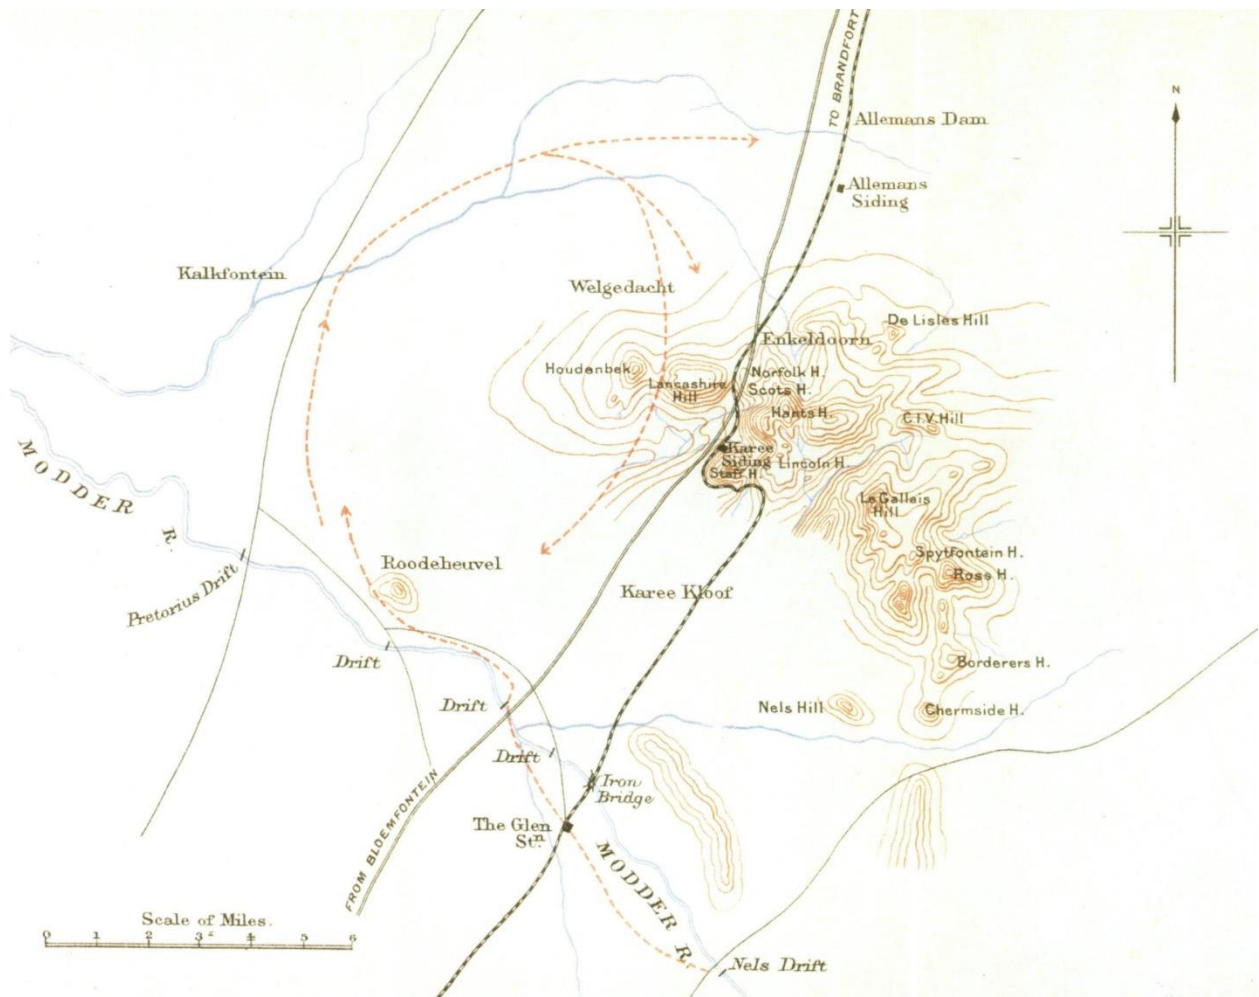 TO BRANDFORT
N
Allemans Dam
Allemans
Siding
Kalkfontein
Welgedacht
De Lisles Hill
Enkeldoorn
Houdenbek
Norfolk H.
Lancashire
Hill
Scots H.
Hants H.
C.I.V. Hill
Karee
Siding
Lincoln H.
Staff H.
MODDER R.
Le Gallais
Hill
Spytfontein H.
Ross H.
Roodeheuvel
Karee Kloof
Pretorius Drift
Drift
Borderers H.
Drift
Nels Hill
Chermside H.
Drift
Iron
Bridge
FROM BLOEMFONTEIN
The Glen
Stn.
MODDER R.
Scale of Miles.
0 1 2 3 4 5 6
Nels Drift